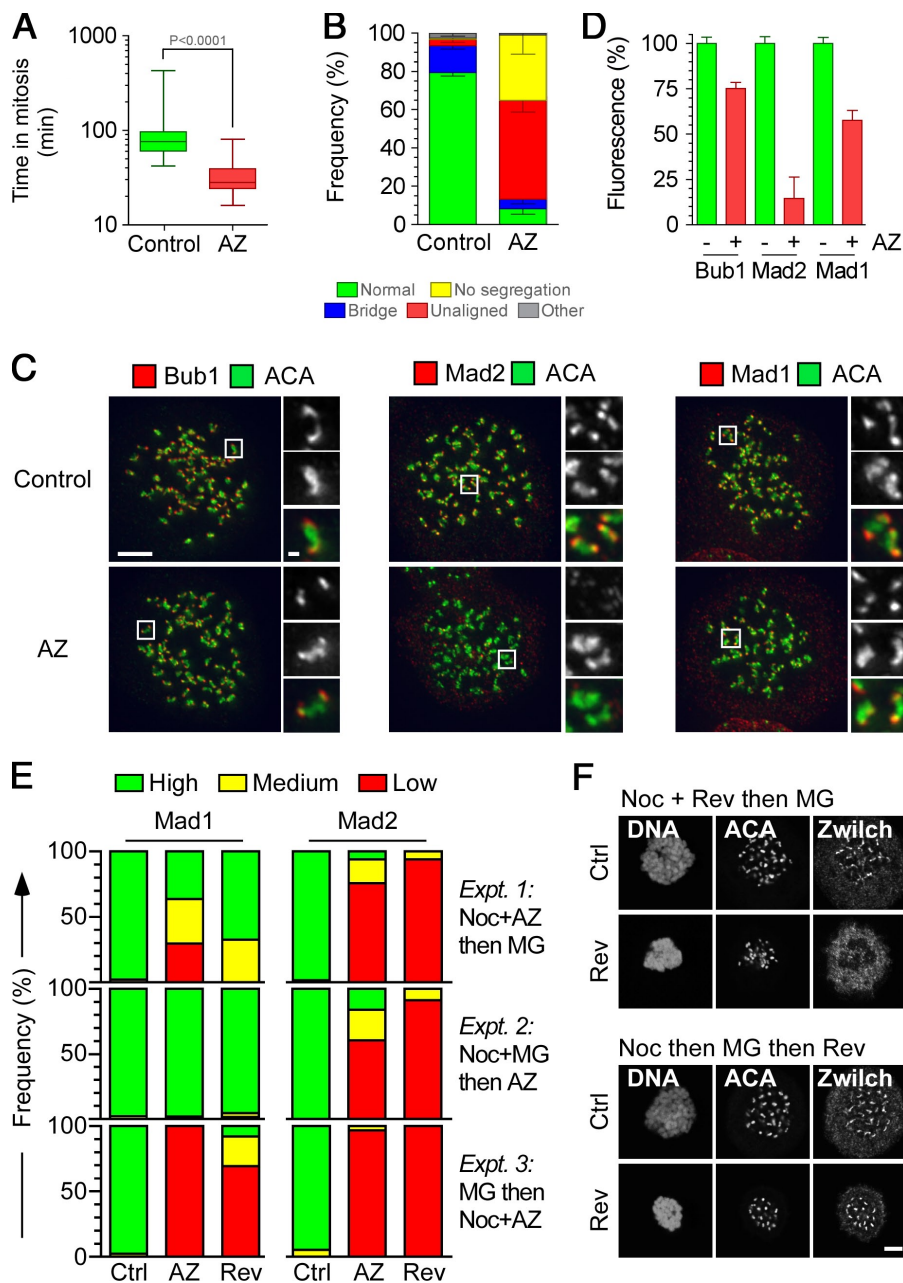 A
Time in mitosis
(min)
1000
100
10
P<0.0001
Control
AZ
B
Frequency (%)
100
80
60
40
20
0
Control
AZ
Normal
No segregation
Bridge
Unaligned
Other
D
Fluorescence (%)
100
75
50
25
0
- + - + - + AZ
Bub1 Mad2 Mad1
C
Bub1 ACA
Mad2 ACA
Mad1 ACA
Control
AZ
E
High Medium Low
Mad1
Mad2
Frequency (%)
100
50
0
Expt. 1:
Noc+AZ
then MG
100
50
0
Expt. 2:
Noc+MG
then AZ
100
50
0
Expt. 3:
MG then
Noc+AZ
Ctrl AZ Rev
Ctrl AZ Rev
F
Noc + Rev then MG
DNA ACA Zwilch
Ctrl
Rev
Noc then MG then Rev
DNA ACA Zwilch
Ctrl
Rev